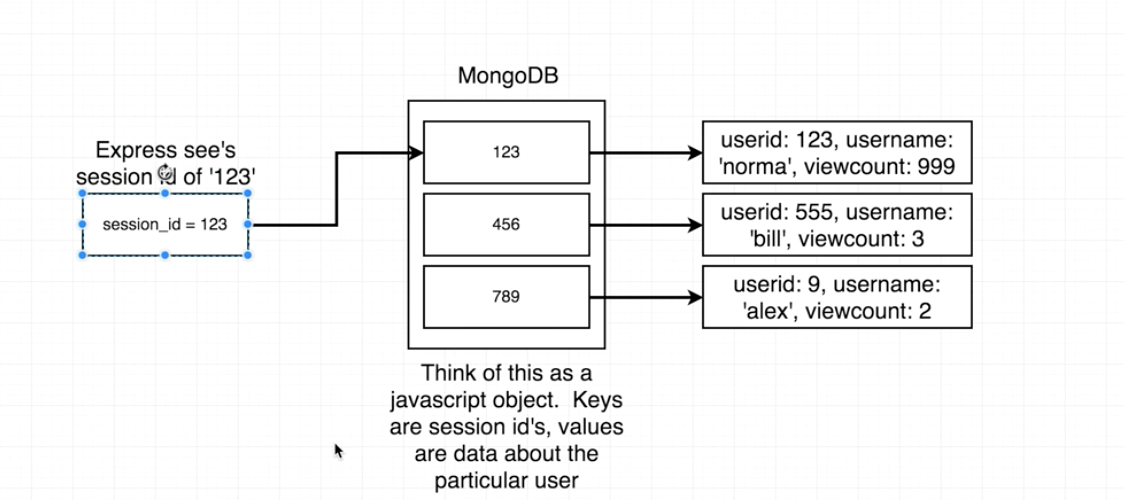 MongoDB
Express see's
session id of '123'
session_id = 123
123
456
789
userid: 123, username:
'norma', viewcount: 999
userid: 555, username:
'bill', viewcount: 3
userid: 9, username:
'alex', viewcount: 2
Think of this as a
javascript object.  Keys
are session id's, values
are data about the
particular user